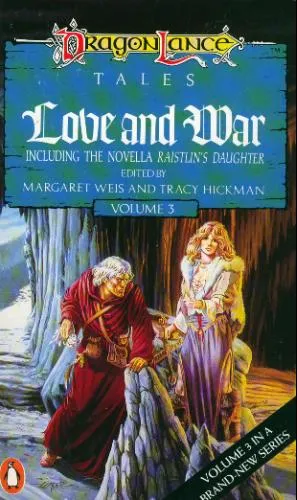 DRAGONLANCE™
TALES
Love and War
INCLUDING THE NOVELLA RAISTLIN'S DAUGHTER
EDITED BY
MARGARET WEIS AND TRACY HICKMAN
VOLUME 3
VOLUME 3 IN A
BRAND-NEW SERIES